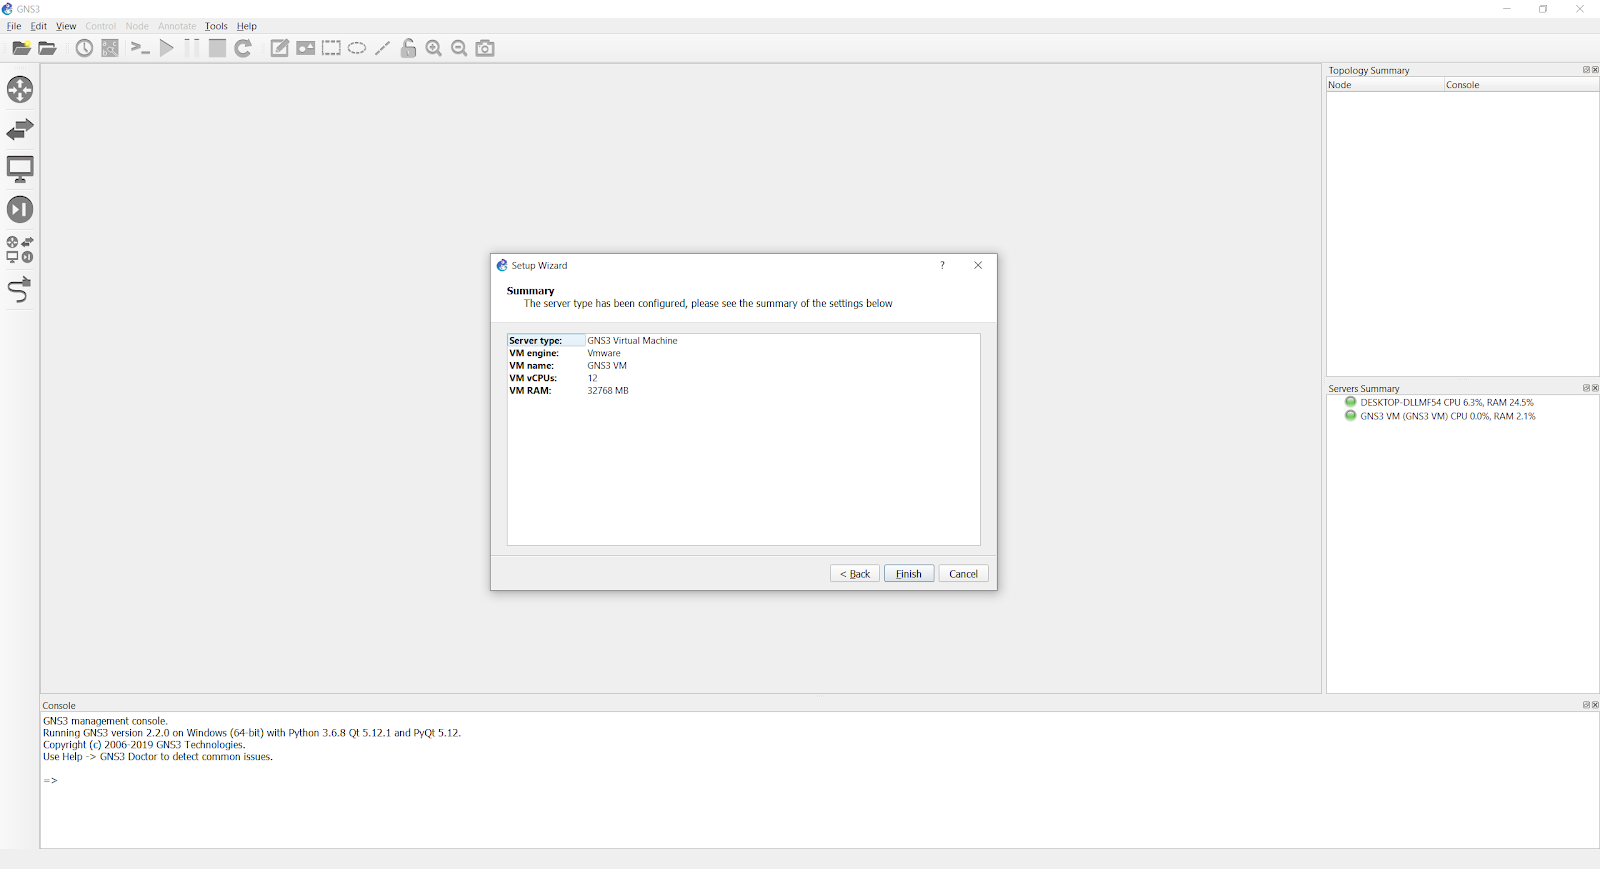 GNS3
File Edit View Control Node Annotate Tools Help
Topology Summary
Node Console
Setup Wizard ?
Summary
The server type has been configured, please see the summary of the settings below
Server type: GNS3 Virtual Machine
VM engine: Vmware
VM name: GNS3 VM
VM vCPUs: 12
VM RAM: 32768 MB
< Back Finish Cancel
Servers Summary
DESKTOP-DLLMF54 CPU 6.3%, RAM 24.5%
GNS3 VM (GNS3 VM) CPU 0.0%, RAM 2.1%
Console
GNS3 management console.
Running GNS3 version 2.2.0 on Windows (64-bit) with Python 3.6.8 Qt 5.12.1 and PyQt 5.12.
Copyright (c) 2006-2019 GNS3 Technologies.
Use Help -> GNS3 Doctor to detect common issues.
=>